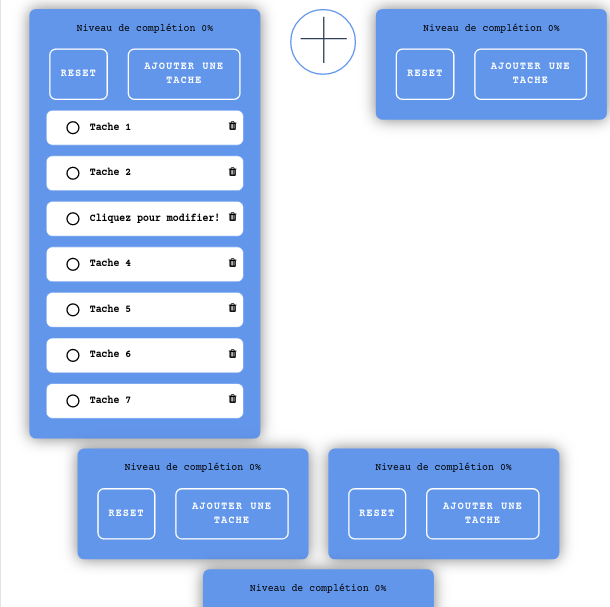 Niveau de complétion 0%
RESET
AJOUTER UNE
TACHE
Tache 1
Tache 2
Cliquez pour modifier!
Tache 4
Tache 5
Tache 6
Tache 7
Niveau de complétion 0%
RESET
AJOUTER UNE
TACHE
Niveau de complétion 0%
RESET
AJOUTER UNE
TACHE
Niveau de complétion 0%
RESET
AJOUTER UNE
TACHE
Niveau de complétion 0%